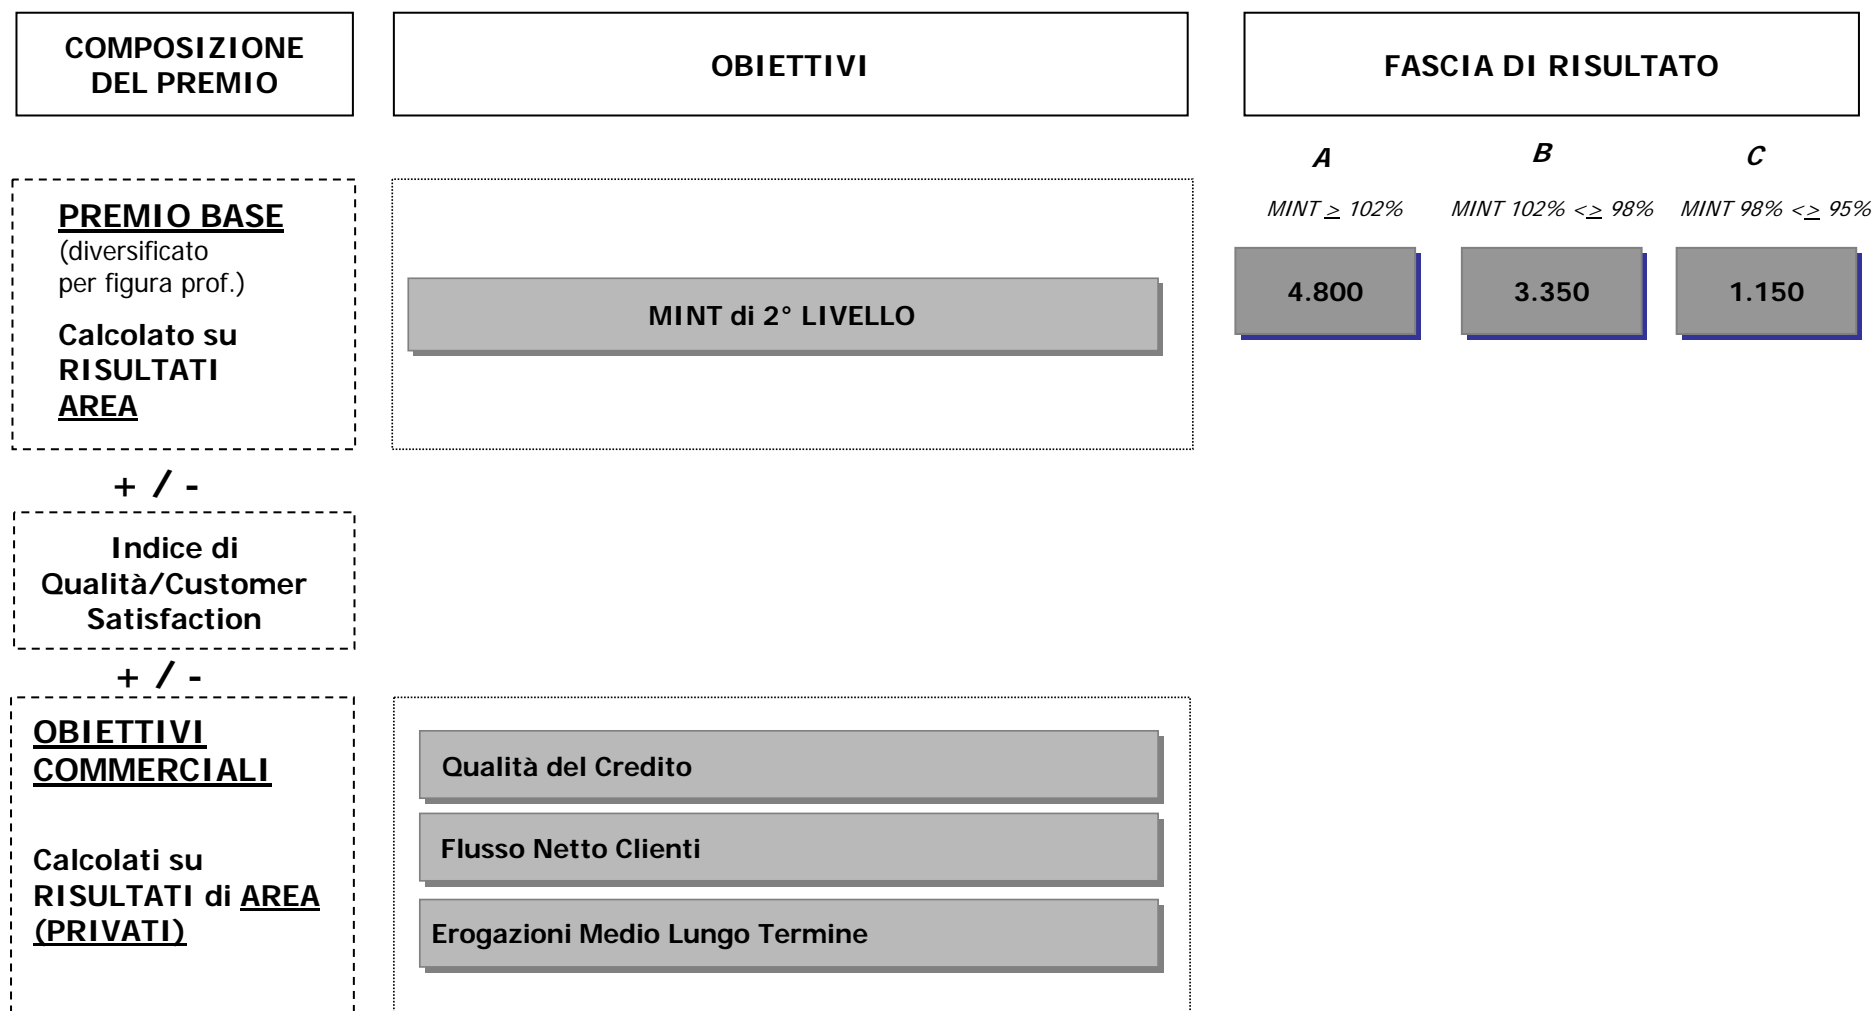 COMPOSIZIONE
DEL PREMIO
OBIETTIVI
FASCIA DI RISULTATO
A
B
C
MINT ≥ 102%
MINT 102% <≥ 98%
MINT 98% <≥ 95%
PREMIO BASE
(diversificato
per figura prof.)
Calcolato su
RISULTATI
AREA
MINT di 2° LIVELLO
4.800
3.350
1.150
+ / -
Indice di
Qualità/Customer
Satisfaction
+ / -
OBIETTIVI
COMMERCIALI
Calcolati su
RISULTATI di AREA
(PRIVATI)
Qualità del Credito
Flusso Netto Clienti
Erogazioni Medio Lungo Termine